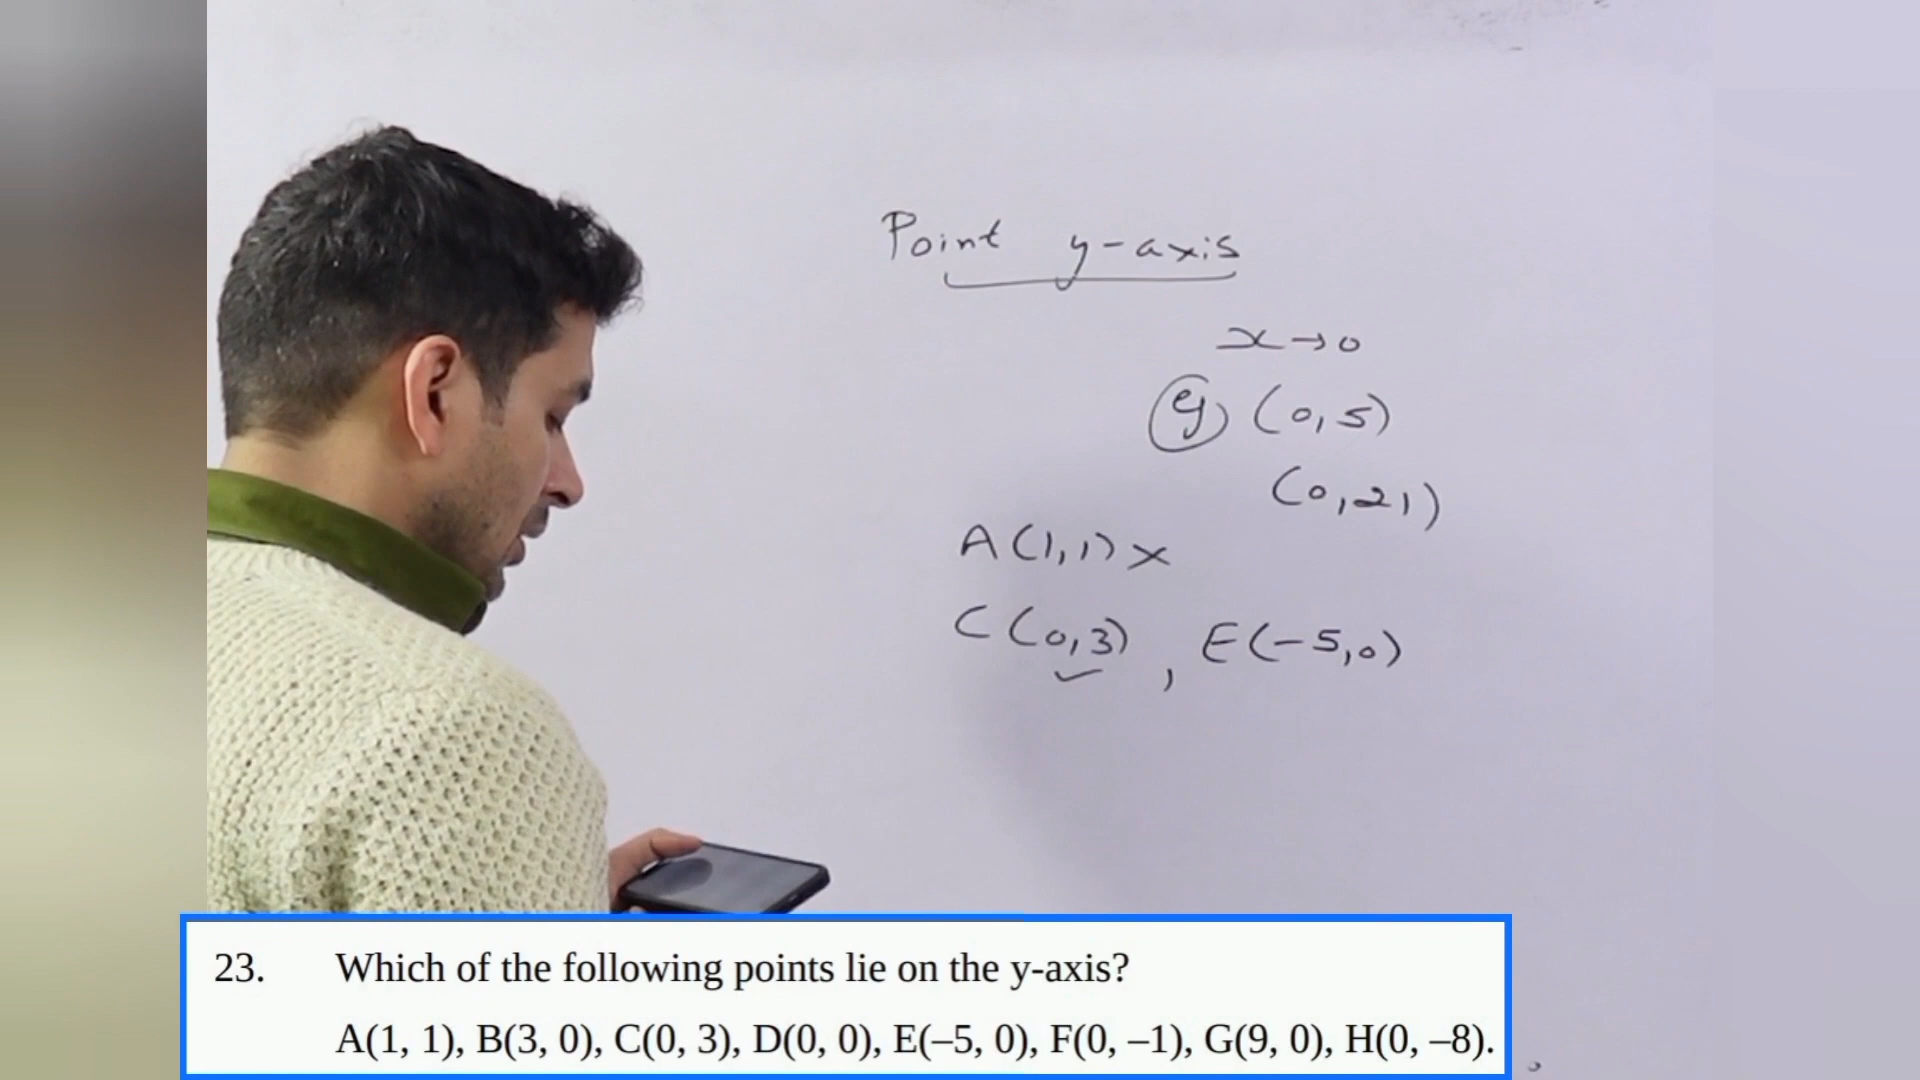 Point y-axis
x→0
eg (0,5)
(0,21)
A(1,1) ×
C(0,3) , E(-5,0)
23. Which of the following points lie on the y-axis?
A(1, 1), B(3, 0), C(0, 3), D(0, 0), E(–5, 0), F(0, –1), G(9, 0), H(0, –8).